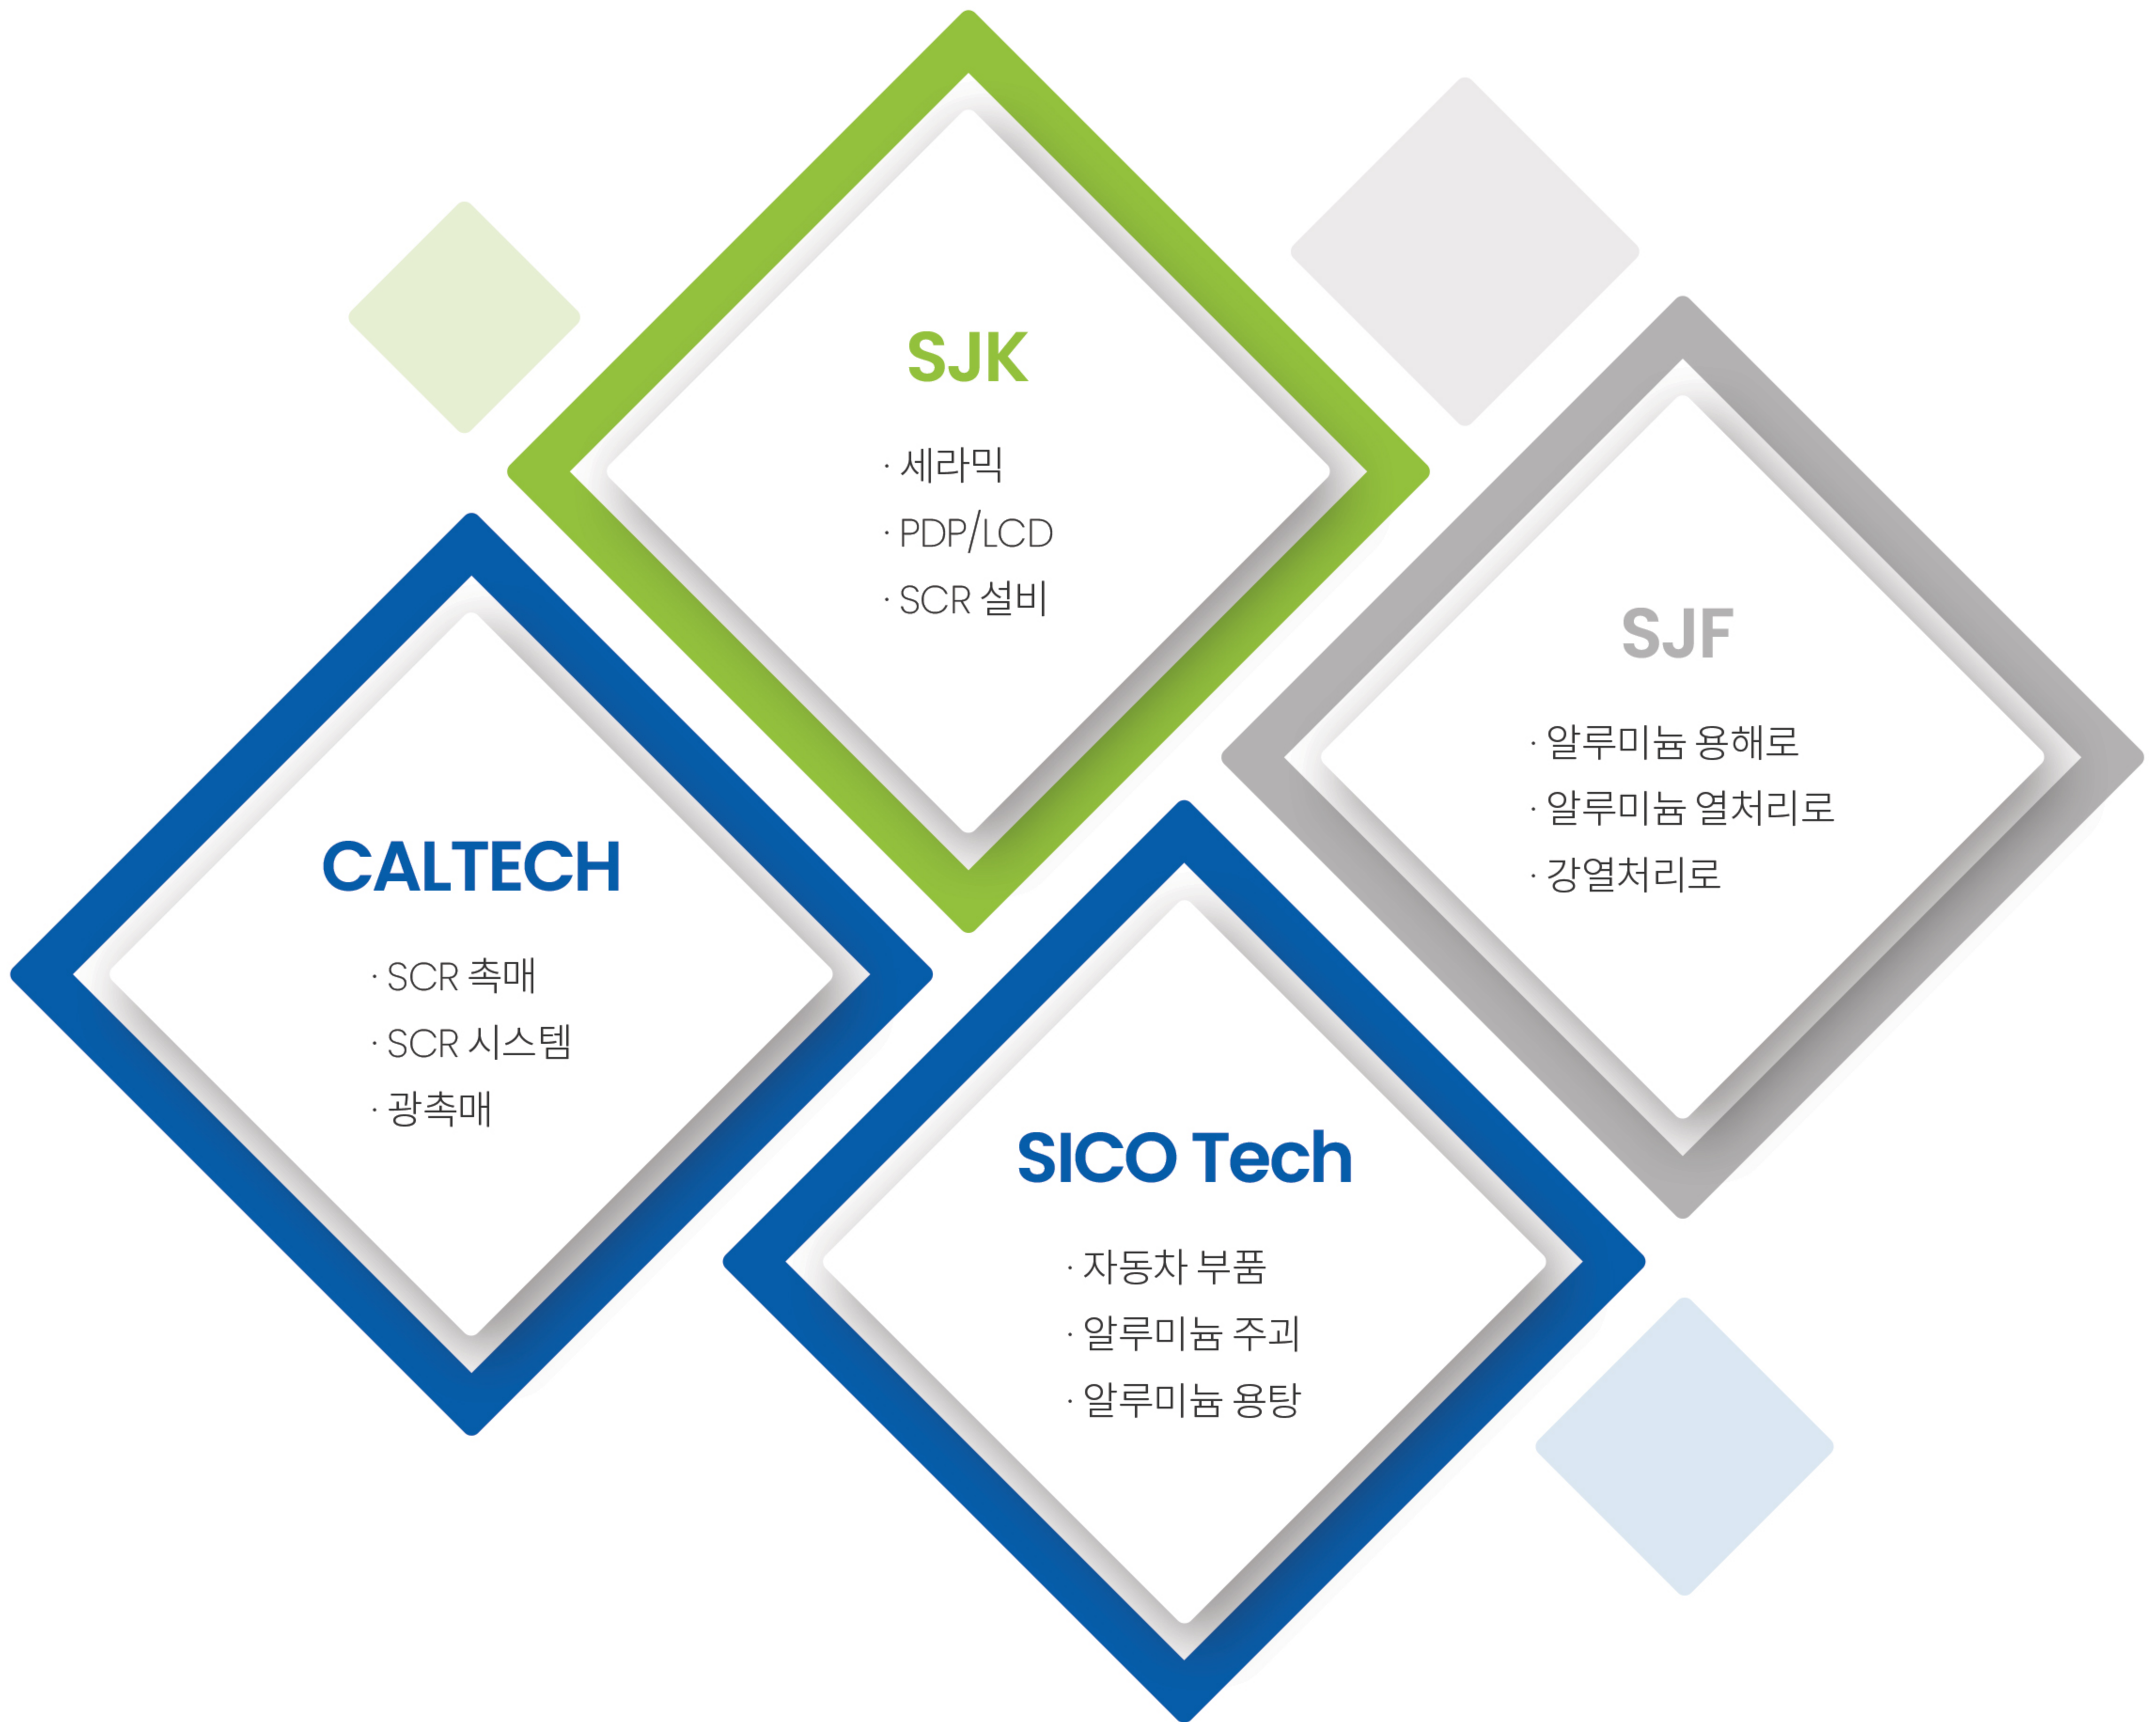 SJK
· 세라믹
· PDP/LCD
· SCR 설비
SJF
· 알루미늄 용해로
· 알루미늄 열처리로
· 강열처리로
CALTECH
· SCR 촉매
· SCR 시스템
· 광촉매
SICO Tech
· 자동차 부품
· 알루미늄 주괴
· 알루미늄 용탕